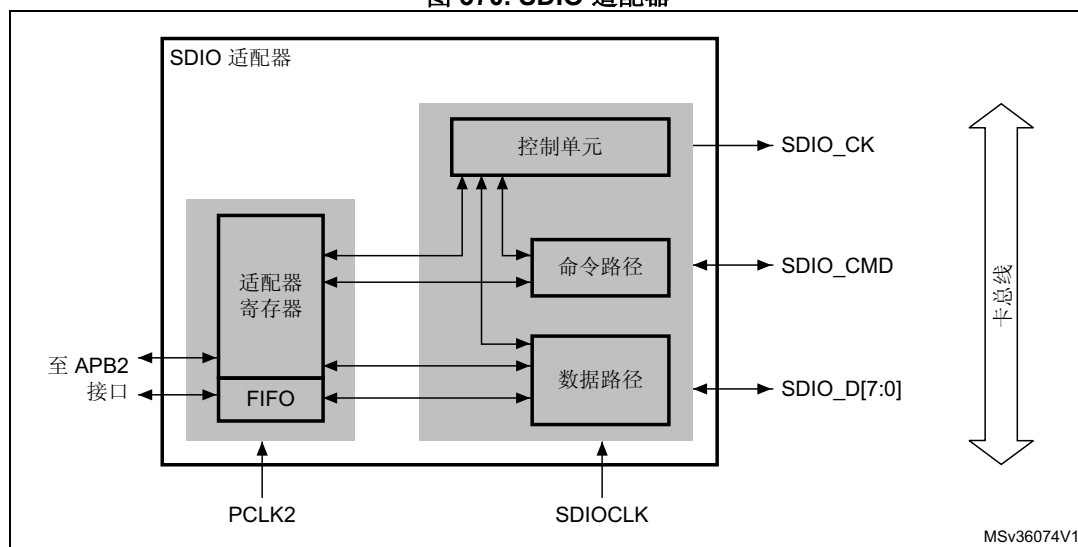 SDIO 适配器
控制单元
SDIO_CK
适配器
寄存器
命令路径
SDIO_CMD
卡总线
至 APB2
接口
FIFO
数据路径
SDIO_D[7:0]
PCLK2
SDIOCLK
MSv36074V1